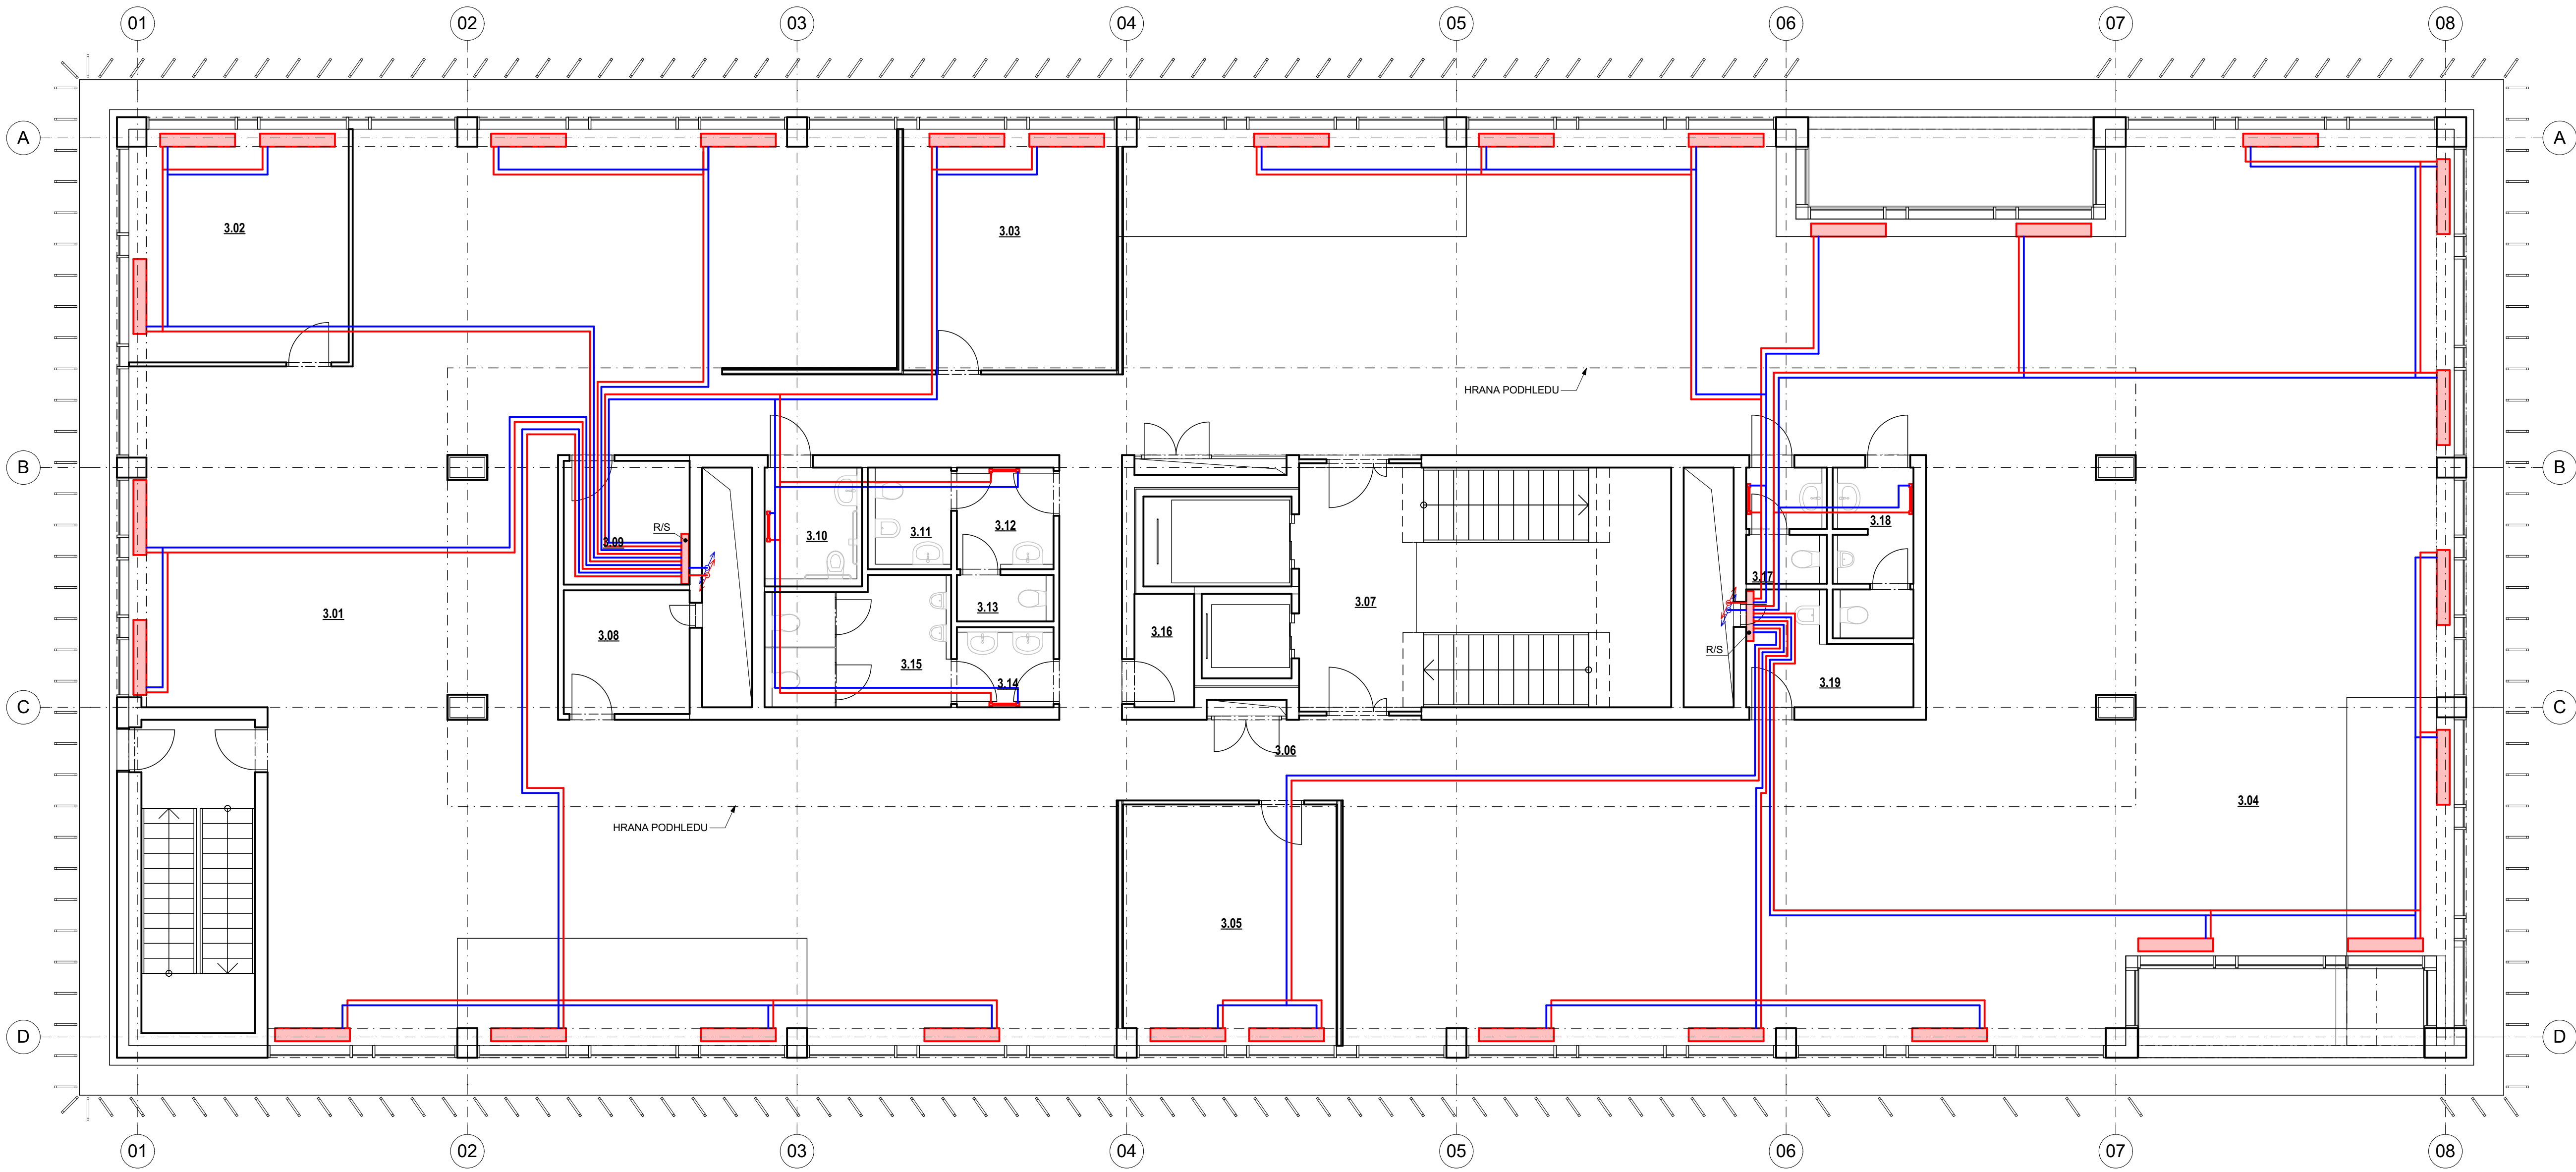 01 02 03 04 05 06 07 08
A A
3.02 3.03
HRANA PODHLEDU
B B
R/S
3.09 3.10 3.11 3.12 3.18
3.17
3.13
3.01 3.08 3.07 3.16
R/S
3.15 3.14 3.19
C C
3.06
3.04
HRANA PODHLEDU
3.05
D D
01 02 03 04 05 06 07 08